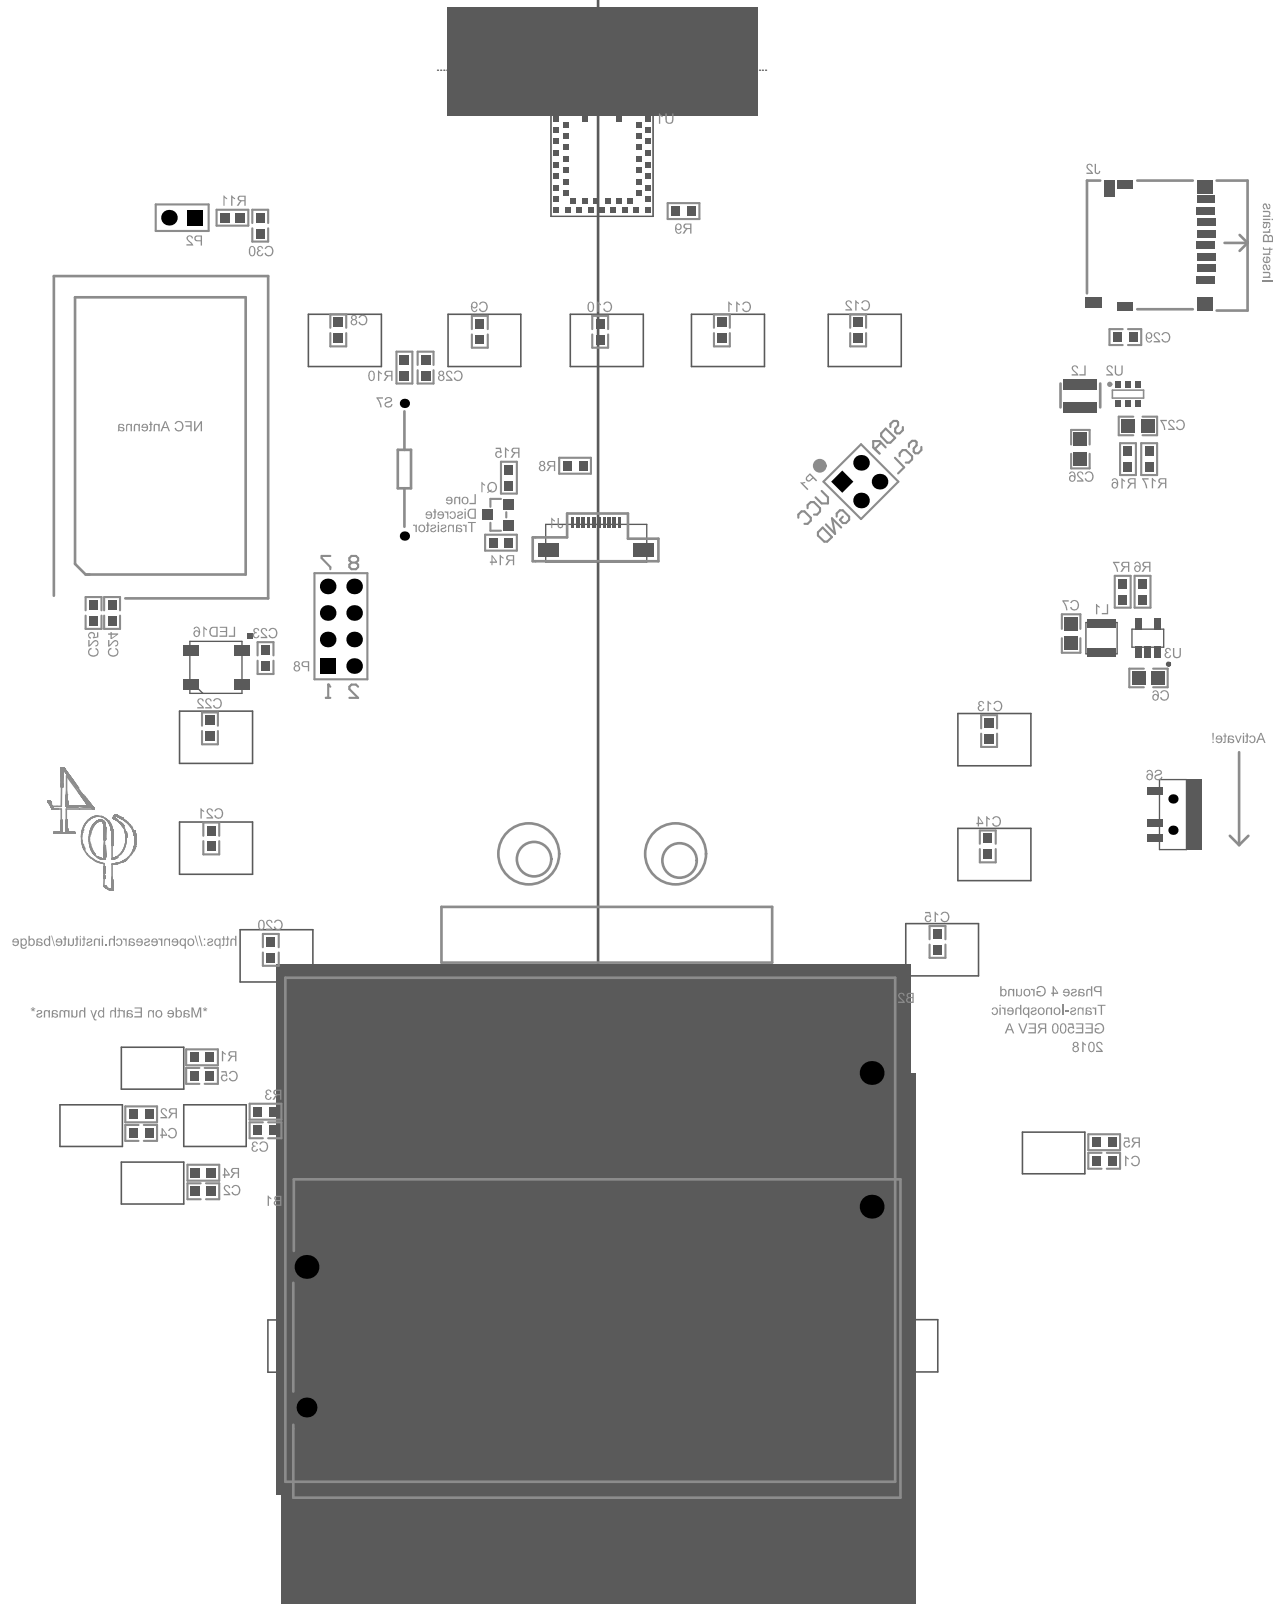 U1
J2
R11
P2
C30
R9
Insert Brains
C8
C9
C10
C11
C12
C29
R10
C28
L2
U2
S7
NFC Antenna
C27
SDA
SCL
P1
VCC
GND
C26
R16
R17
R15
R8
Q1
Lone
Discrete
Transistor
J1
R14
7 8
P8
1 2
R7
R6
C7
L1
U3
C6
C25
C24
LED16
C23
C22
C13
Activate!
S6
4
φ
C21
C14
C20
C15
https://openresearch.institute/badge
B2
*Made on Earth by humans*
Phase 4 Ground
Trans-Ionospheric
GEE500 REV A
2018
R1
C5
R3
R2
C4
C3
R5
C1
R4
C2
B1